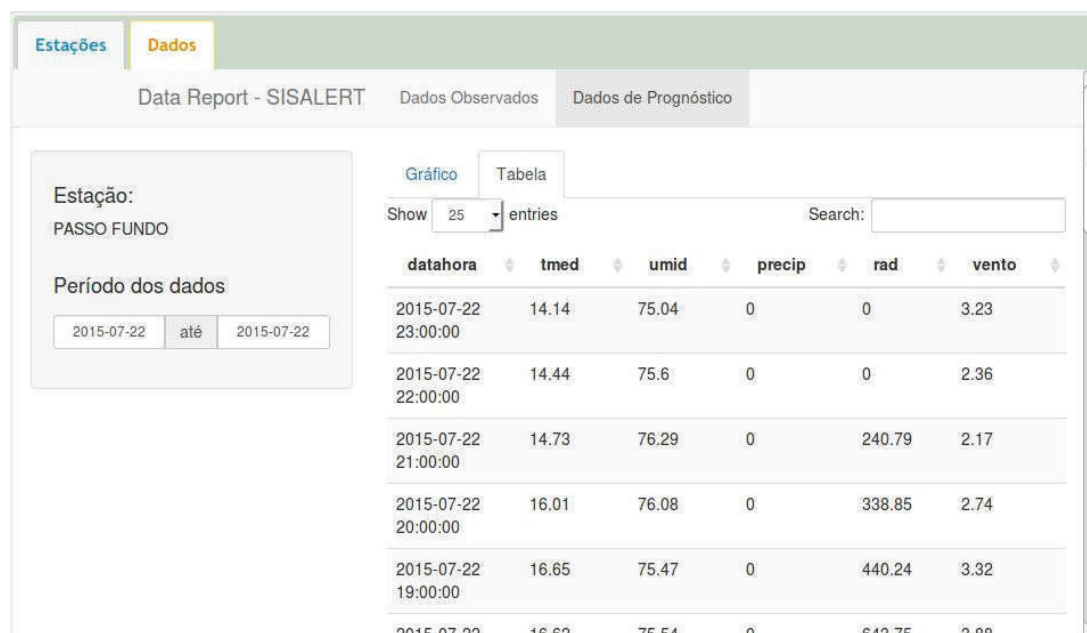 Estações Dados
Data Report - SISALERT Dados Observados Dados de Prognóstico
Estação:
PASSO FUNDO
Período dos dados
2015-07-22 até 2015-07-22
Gráfico Tabela
Show 25 entries Search:
datahora tmed umid precip rad vento
2015-07-22 14.14 75.04 0 0 3.23
23:00:00
2015-07-22 14.44 75.6 0 0 2.36
22:00:00
2015-07-22 14.73 76.29 0 240.79 2.17
21:00:00
2015-07-22 16.01 76.08 0 338.85 2.74
20:00:00
2015-07-22 16.65 75.47 0 440.24 3.32
19:00:00
2015-07-22